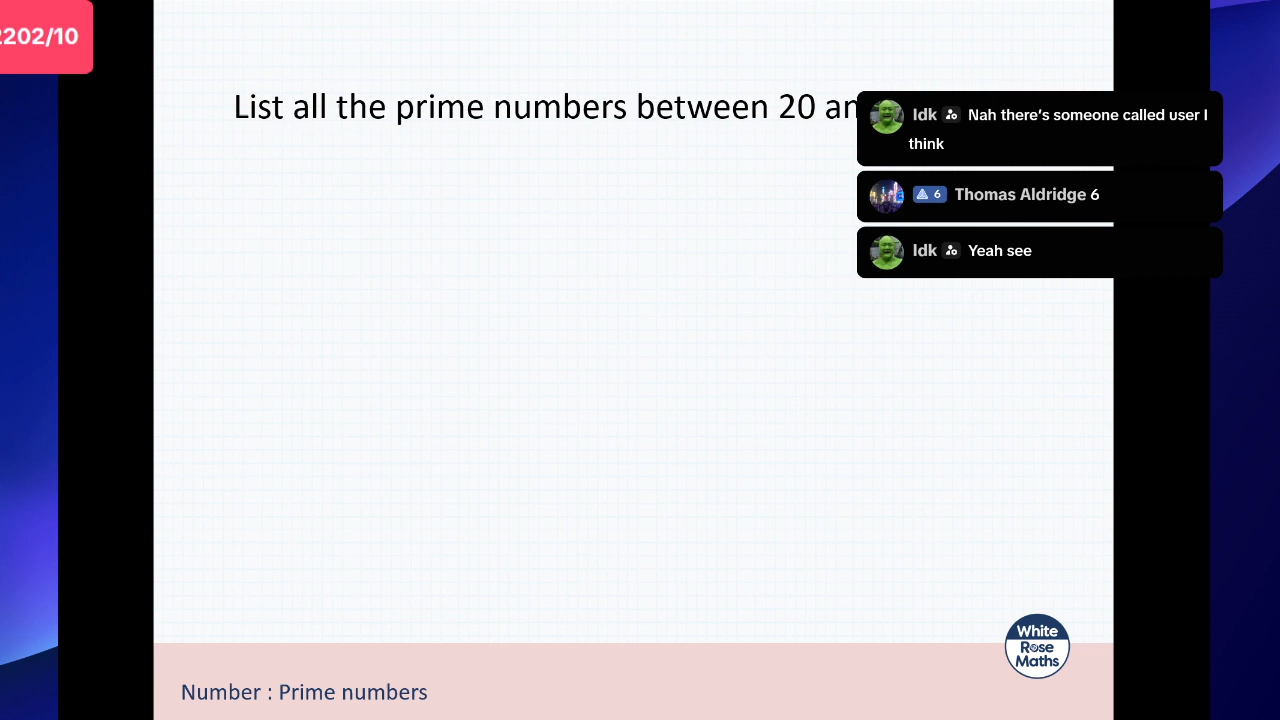 2202/10
List all the prime numbers between 20 an
Idk Nah there's someone called user I
think
6 Thomas Aldridge 6
Idk Yeah see
White
Rose
Maths
Number : Prime numbers